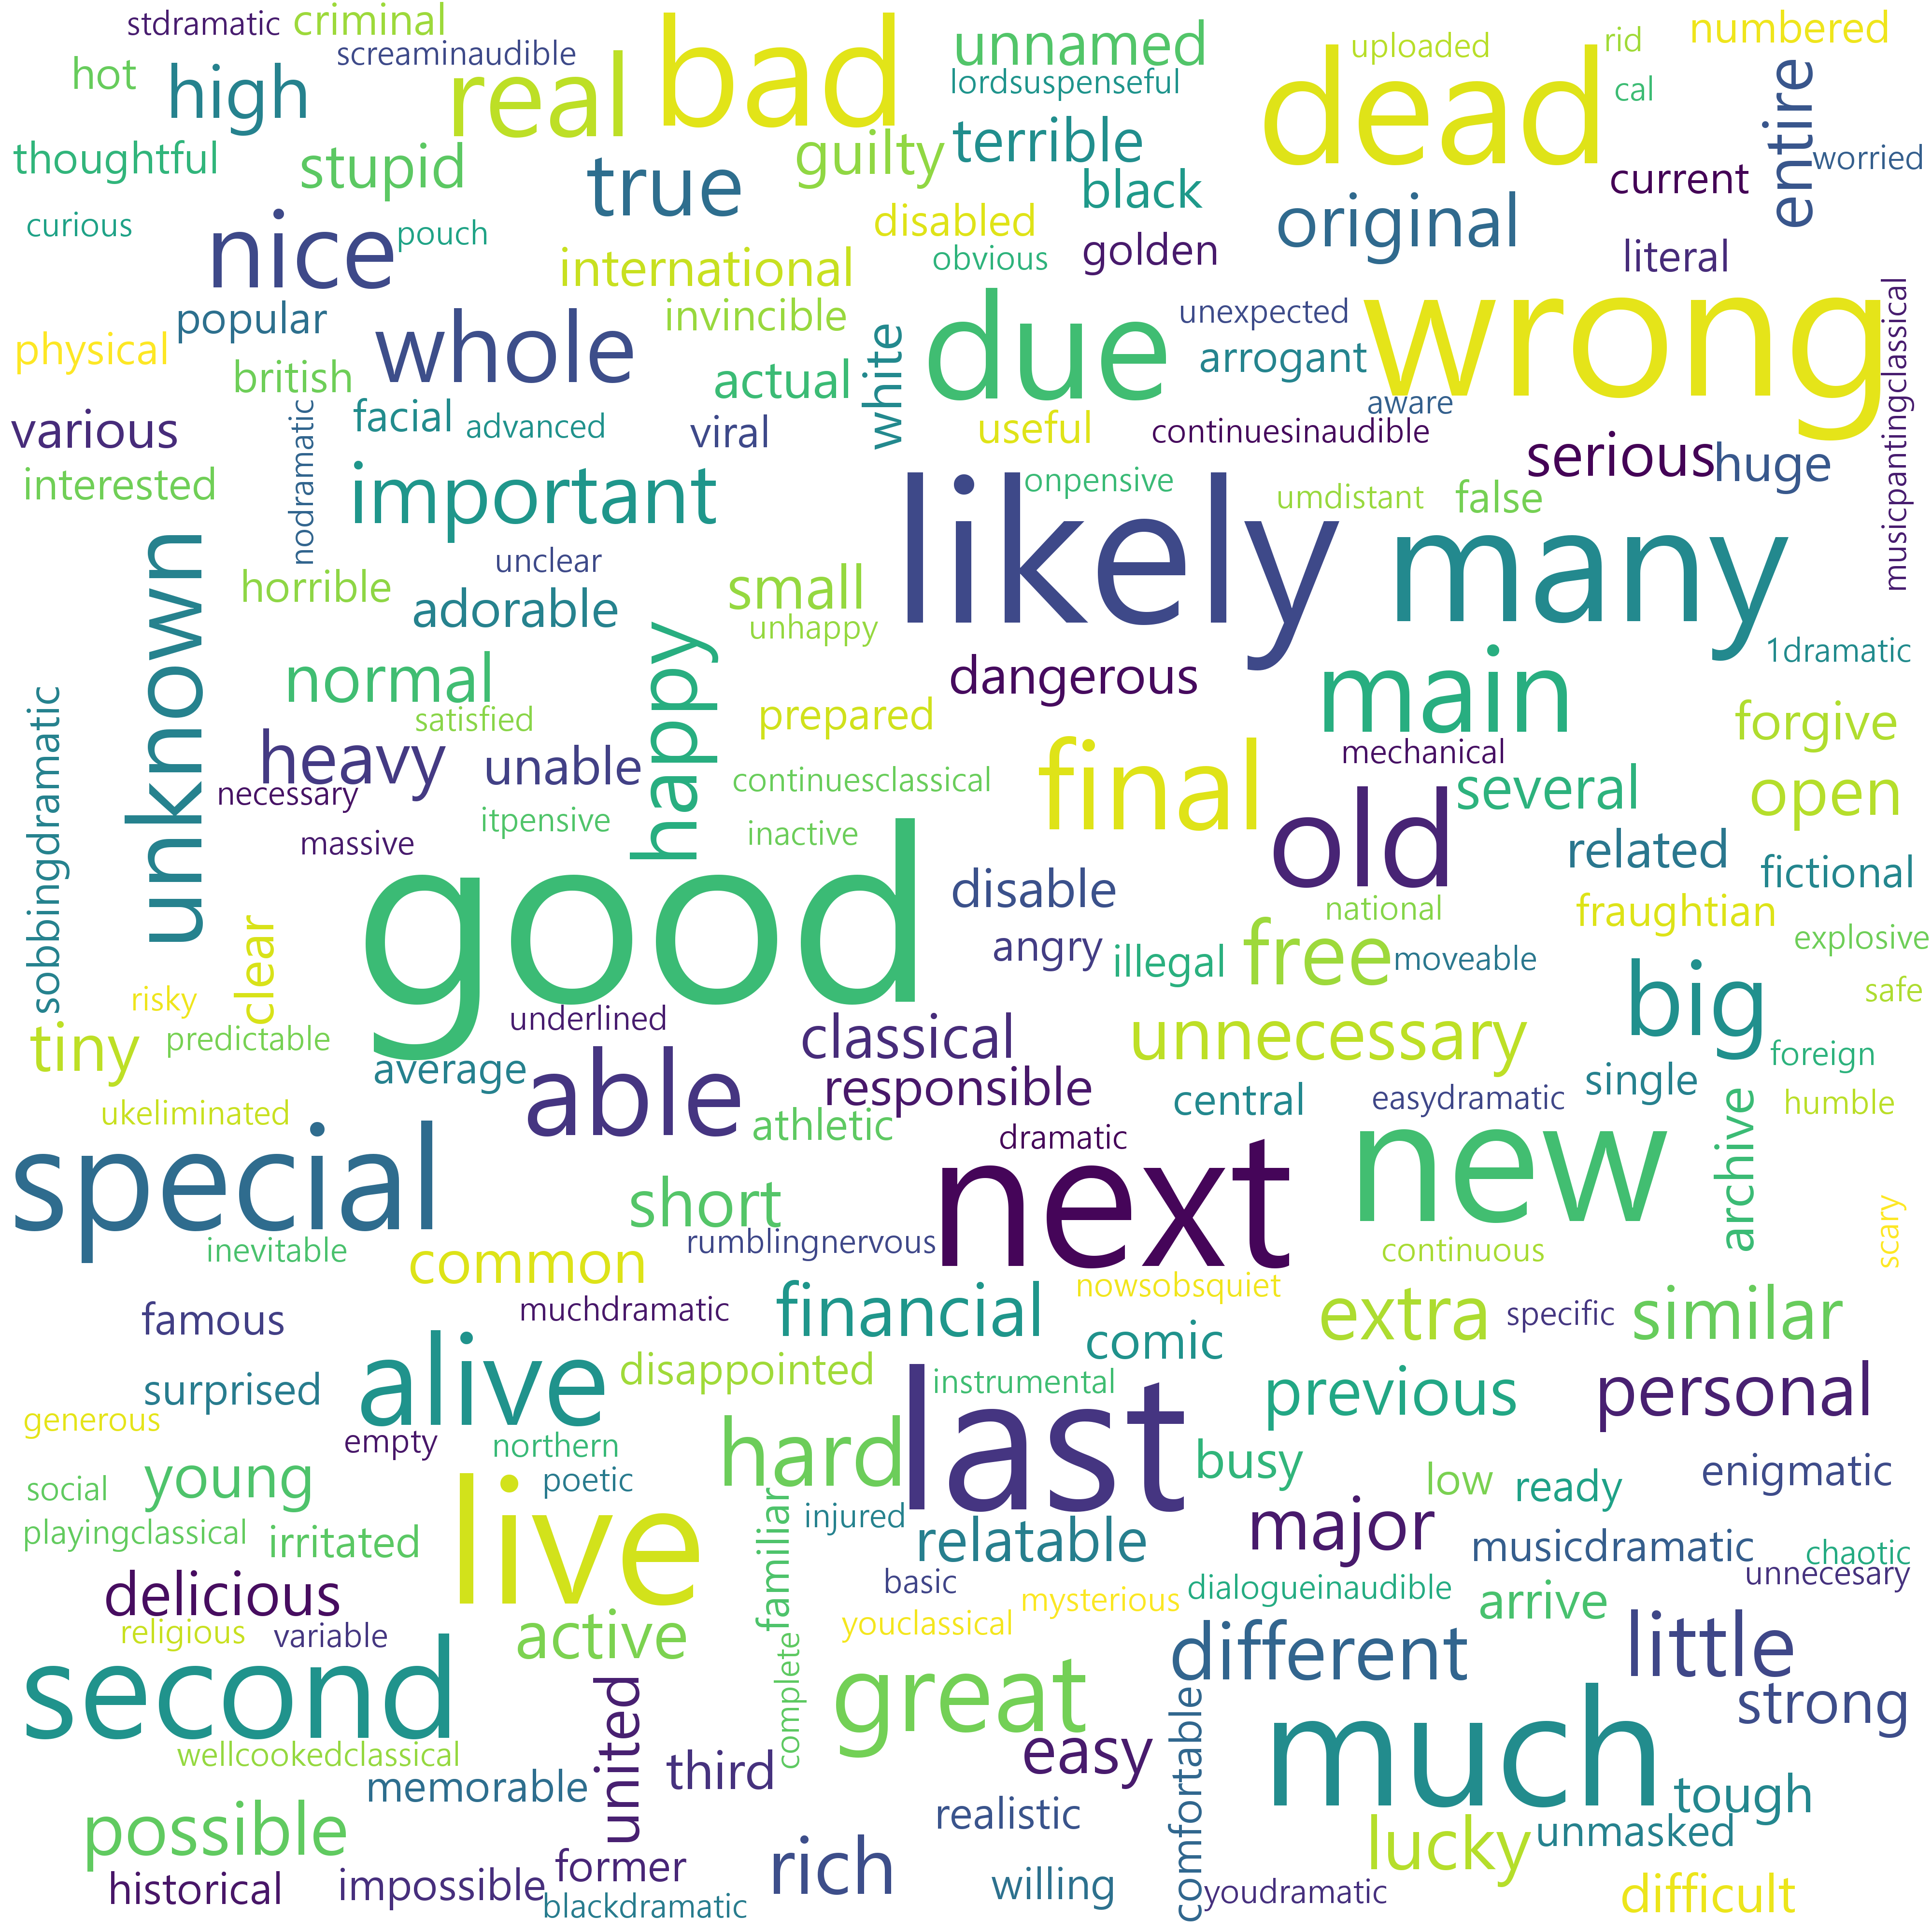 stdramatic
criminal
screaminaudible
hot
high
real
bad
unnamed
lordsuspenseful
uploaded
rid
numbered
dead
cal
entire
thoughtful
stupid
true
guilty
terrible
black
current
worried
curious
nice
pouch
disabled
obvious
golden
original
literal
international
popular
invincible
physical
whole
british
actual
white
due
unexpected
arrogant
wrong
musicpantingclassical
various
facial
advanced
viral
useful
continuesinaudible
aware
serious
huge
interested
nodramatic
important
likely
onpensive
umdistant
false
many
unknown
unclear
horrible
adorable
small
unhappy
happy
1dramatic
normal
dangerous
main
satisfied
prepared
forgive
sobbingdramatic
heavy
unable
necessary
continuesclassical
final
mechanical
several
open
massive
itpensive
inactive
old
related
fictional
good
disable
national
fraughtian
clear
angry
illegal
free
moveable
explosive
risky
big
safe
tiny
predictable
underlined
classical
unnecessary
foreign
average
able
responsible
central
single
ukeliminated
athletic
easydramatic
archive
humble
special
dramatic
next
new
short
inevitable
common
rumblingnervous
continuous
scary
nowsobsquiet
famous
muchdramatic
financial
comic
extra
specific
similar
surprised
alive
disappointed
instrumental
previous
personal
generous
empty
northern
hard
last
busy
social
young
poetic
low
ready
enigmatic
live
familiar
injured
playingclassical
irritated
relatable
major
musicdramatic
chaotic
delicious
basic
mysterious
dialogueinaudible
arrive
unnecesary
religious
variable
active
youclassical
complete
different
little
second
united
great
comfortable
strong
wellcookedclassical
third
easy
much
memorable
tough
possible
realistic
lucky
unmasked
historical
impossible
former
rich
willing
youdramatic
difficult
blackdramatic